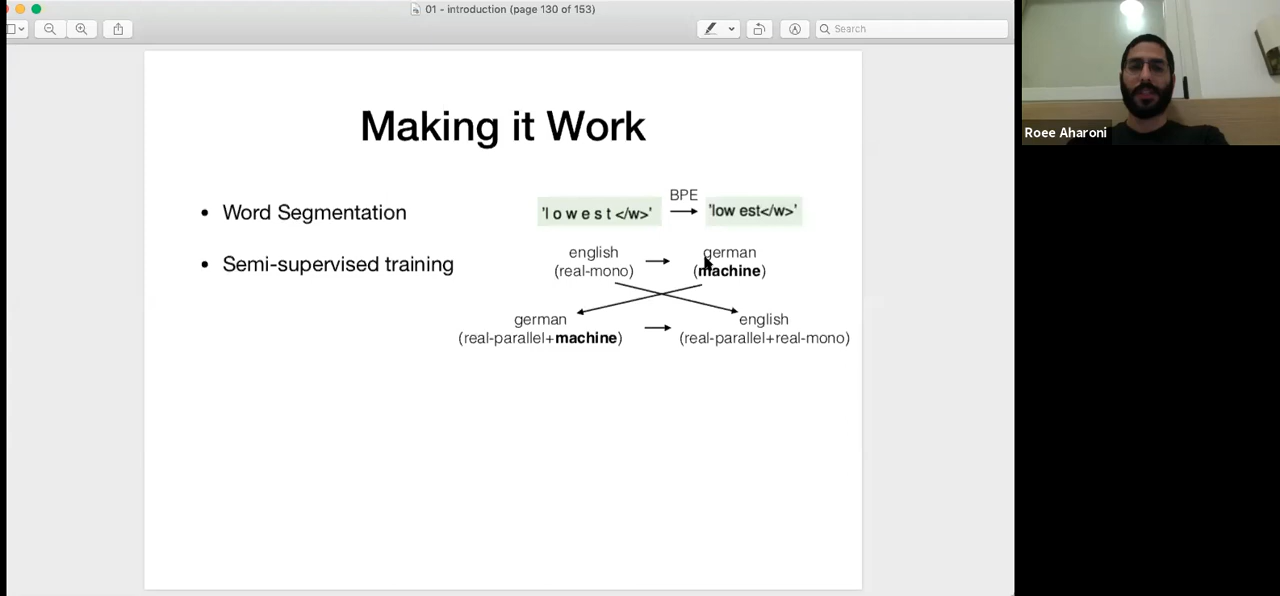 01 - introduction (page 130 of 153)
Search
Roee Aharoni
Making it Work
• Word Segmentation
'l o w e s t </w>'
BPE
'low est</w>'
• Semi-supervised training
english
(real-mono)
german
(machine)
german
(real-parallel+machine)
english
(real-parallel+real-mono)